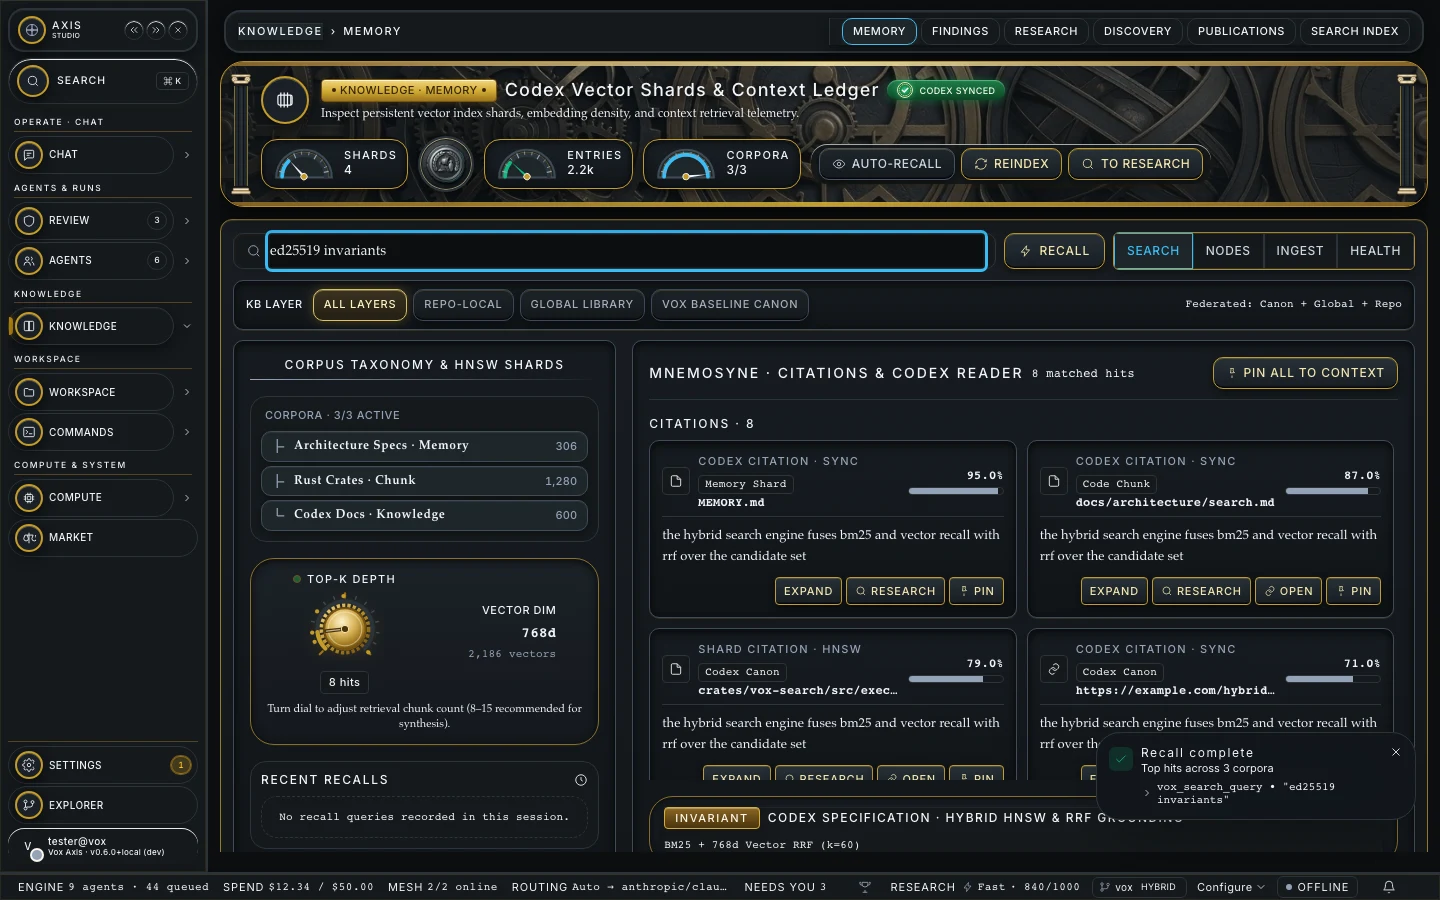 AXIS
STUDIO
SEARCH
⌘K
OPERATE · CHAT
CHAT
AGENTS & RUNS
REVIEW 3
AGENTS 6
KNOWLEDGE
KNOWLEDGE
WORKSPACE
WORKSPACE
COMMANDS
COMPUTE & SYSTEM
COMPUTE
MARKET
SETTINGS 1
EXPLORER
V
tester@vox
Vox Axis · v0.6.0+local (dev)
KNOWLEDGE › MEMORY
MEMORY FINDINGS RESEARCH DISCOVERY PUBLICATIONS SEARCH INDEX
• KNOWLEDGE · MEMORY • Codex Vector Shards & Context Ledger CODEX SYNCED
Inspect persistent vector index shards, embedding density, and context retrieval telemetry.
SHARDS
4
ENTRIES
2.2k
CORPORA
3/3
AUTO-RECALL REINDEX TO RESEARCH
ed25519 invariants
RECALL SEARCH NODES INGEST HEALTH
KB LAYER ALL LAYERS REPO-LOCAL GLOBAL LIBRARY VOX BASELINE CANON Federated: Canon + Global + Repo
CORPUS TAXONOMY & HNSW SHARDS
CORPORA · 3/3 ACTIVE
├ Architecture Specs · Memory 306
├ Rust Crates · Chunk 1,280
└ Codex Docs · Knowledge 600
TOP-K DEPTH
8 hits
VECTOR DIM
768d
2,186 vectors
Turn dial to adjust retrieval chunk count (8–15 recommended for
synthesis).
RECENT RECALLS
No recall queries recorded in this session.
MNEMOSYNE · CITATIONS & CODEX READER 8 matched hits
PIN ALL TO CONTEXT
CITATIONS · 8
CODEX CITATION · SYNC
Memory Shard
MEMORY.md
95.0%
the hybrid search engine fuses bm25 and vector recall with
rrf over the candidate set
EXPAND RESEARCH PIN
CODEX CITATION · SYNC
Code Chunk
docs/architecture/search.md
87.0%
the hybrid search engine fuses bm25 and vector recall with
rrf over the candidate set
EXPAND RESEARCH OPEN PIN
SHARD CITATION · HNSW
Codex Canon
crates/vox-search/src/exec…
79.0%
the hybrid search engine fuses bm25 and vector recall with
rrf over the candidate set
EXPAND RESEARCH OPEN PIN
CODEX CITATION · SYNC
Codex Canon
https://example.com/hybrid…
71.0%
the hybrid search engine fuses bm25 and vector recall with
rrf over th
Recall complete
Top hits across 3 corpora
› vox_search_query • "ed25519
invariants"
INVARIANT CODEX SPECIFICATION · HYBRID HNSW & RRF GROUNDING
BM25 + 768d Vector RRF (k=60)
ENGINE 9 agents · 44 queued SPEND $12.34 / $50.00 MESH 2/2 online ROUTING Auto → anthropic/clau… NEEDS YOU 3 RESEARCH Fast · 840/1000 vox HYBRID Configure OFFLINE